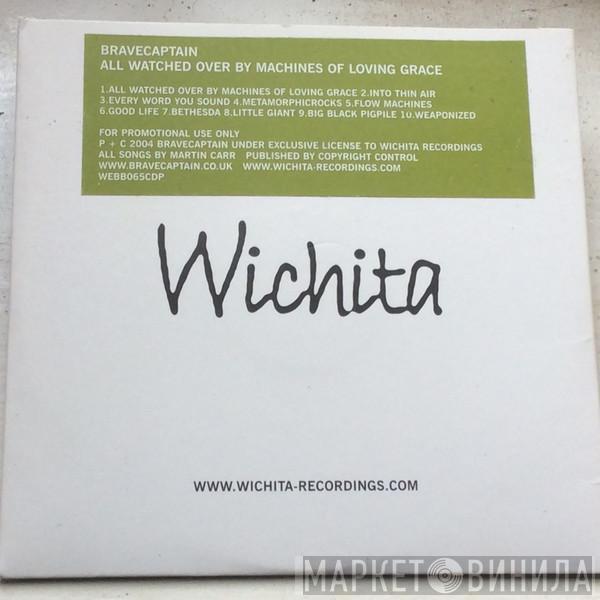 BRAVECAPTAIN
ALL WATCHED OVER BY MACHINES OF LOVING GRACE
1.ALL WATCHED OVER BY MACHINES OF LOVING GRACE 2.INTO THIN AIR
3.EVERY WORD YOU SOUND 4.METAMORPHICROCKS 5.FLOW MACHINES
6.GOOD LIFE 7.BETHESDA 8.LITTLE GIANT 9.BIG BLACK PIGPILE 10.WEAPONIZED
FOR PROMOTIONAL USE ONLY
P + C 2004 BRAVECAPTAIN UNDER EXCLUSIVE LICENSE TO WICHITA RECORDINGS
ALL SONGS BY MARTIN CARR PUBLISHED BY COPYRIGHT CONTROL
WWW.BRAVECAPTAIN.CO.UK WWW.WICHITA-RECORDINGS.COM
WEBB065CDP
Wichita
WWW.WICHITA-RECORDINGS.COM
МАРКЕТ ВИНИЛА